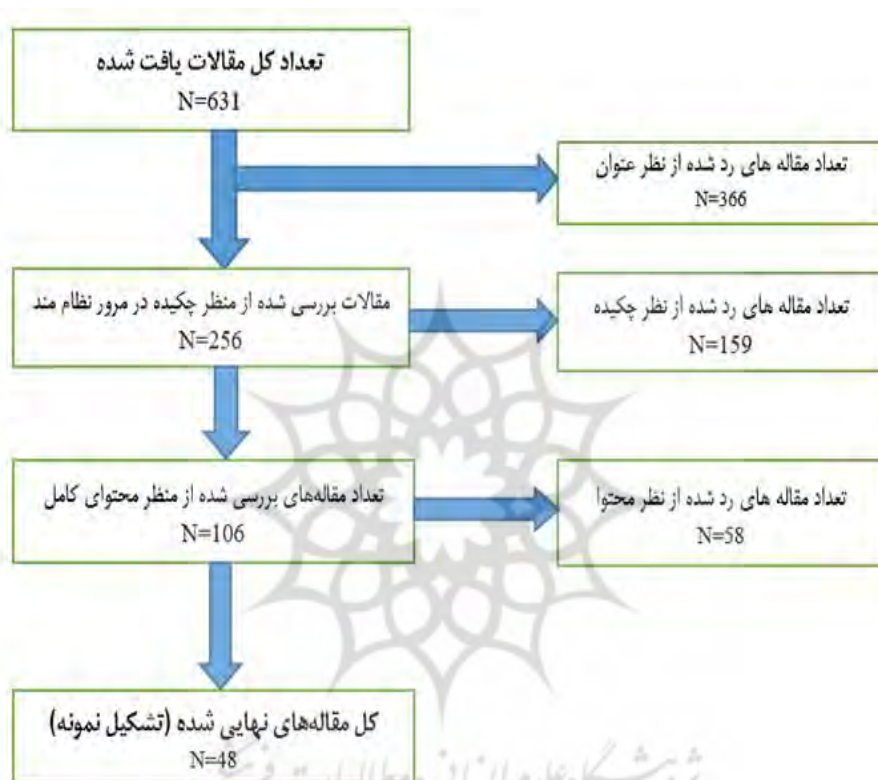 تعداد کل مقالات یافت شده
N=631
تعداد مقاله های رد شده از نظر عنوان
N=366
مقالات بررسی شده از منظر چکیده در مرور نظام مند
N=256
تعداد مقاله های رد شده از نظر چکیده
N=159
تعداد مقاله‌های بررسی شده از منظر محتوای کامل
N=106
تعداد مقاله های رد شده از نظر محتوا
N=58
کل مقاله‌های نهایی شده (تشکیل نمونه)
N=48